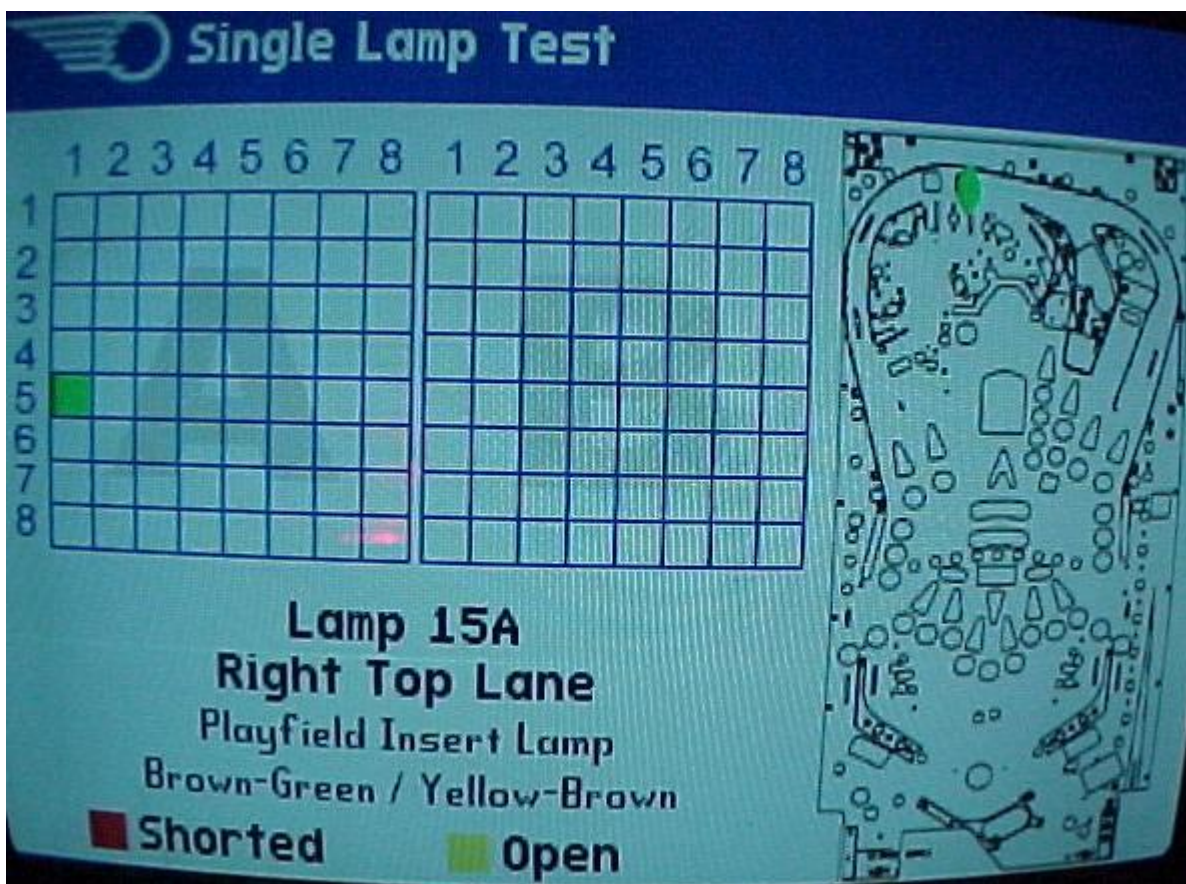 Single Lamp Test
1 2 3 4 5 6 7 8 1 2 3 4 5 6 7 8
1
2
3
4
5
6
7
8
Lamp 15A
Right Top Lane
Playfield Insert Lamp
Brown-Green / Yellow-Brown
Shorted Open